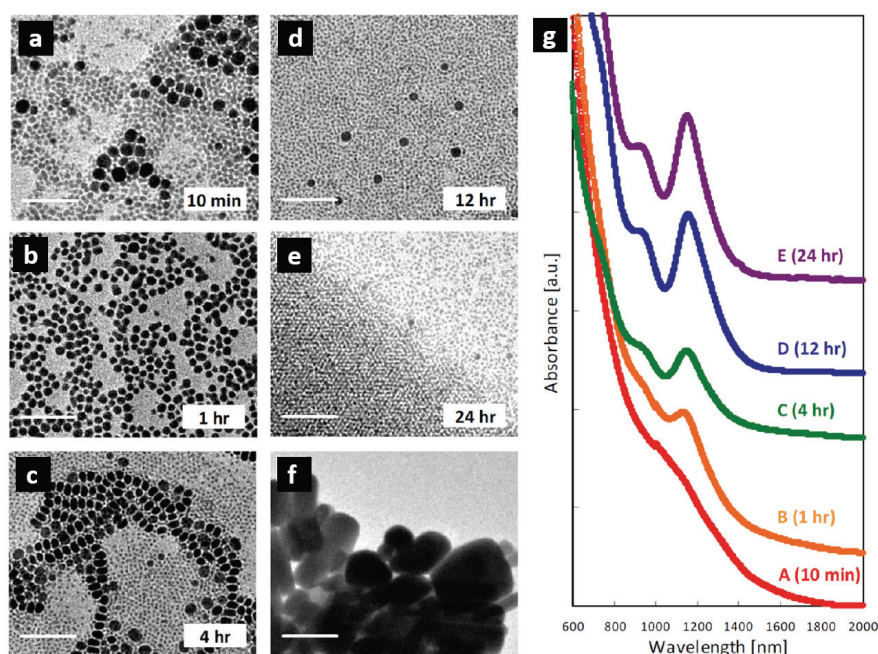 a
10 min
b
1 hr
c
4 hr
d
12 hr
e
24 hr
f
g
Absorbance [a.u.]
E (24 hr)
D (12 hr)
C (4 hr)
B (1 hr)
A (10 min)
600 800 1000 1200 1400 1600 1800 2000
Wavelength [nm]